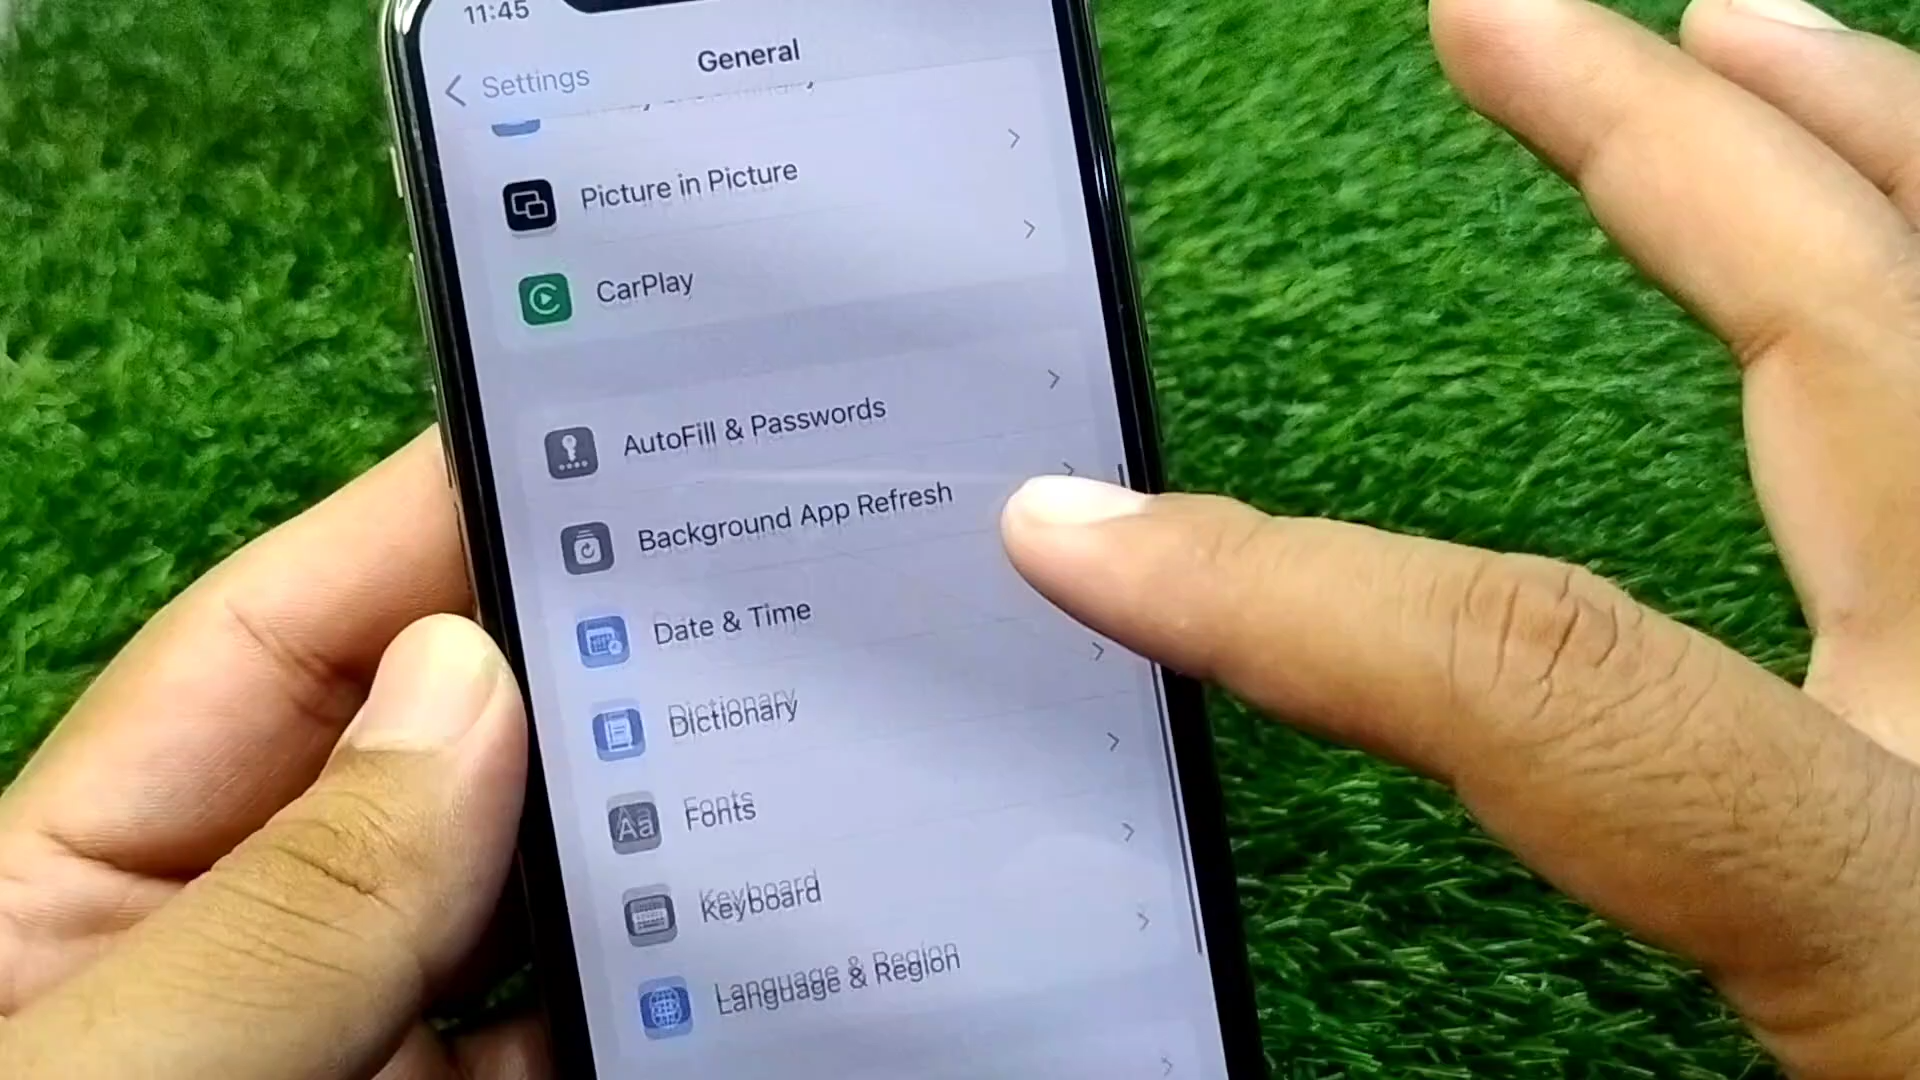 11:45
Settings
General
Picture in Picture
CarPlay
AutoFill & Passwords
Background App Refresh
Date & Time
Dictionary
Fonts
Keyboard
Language & Region